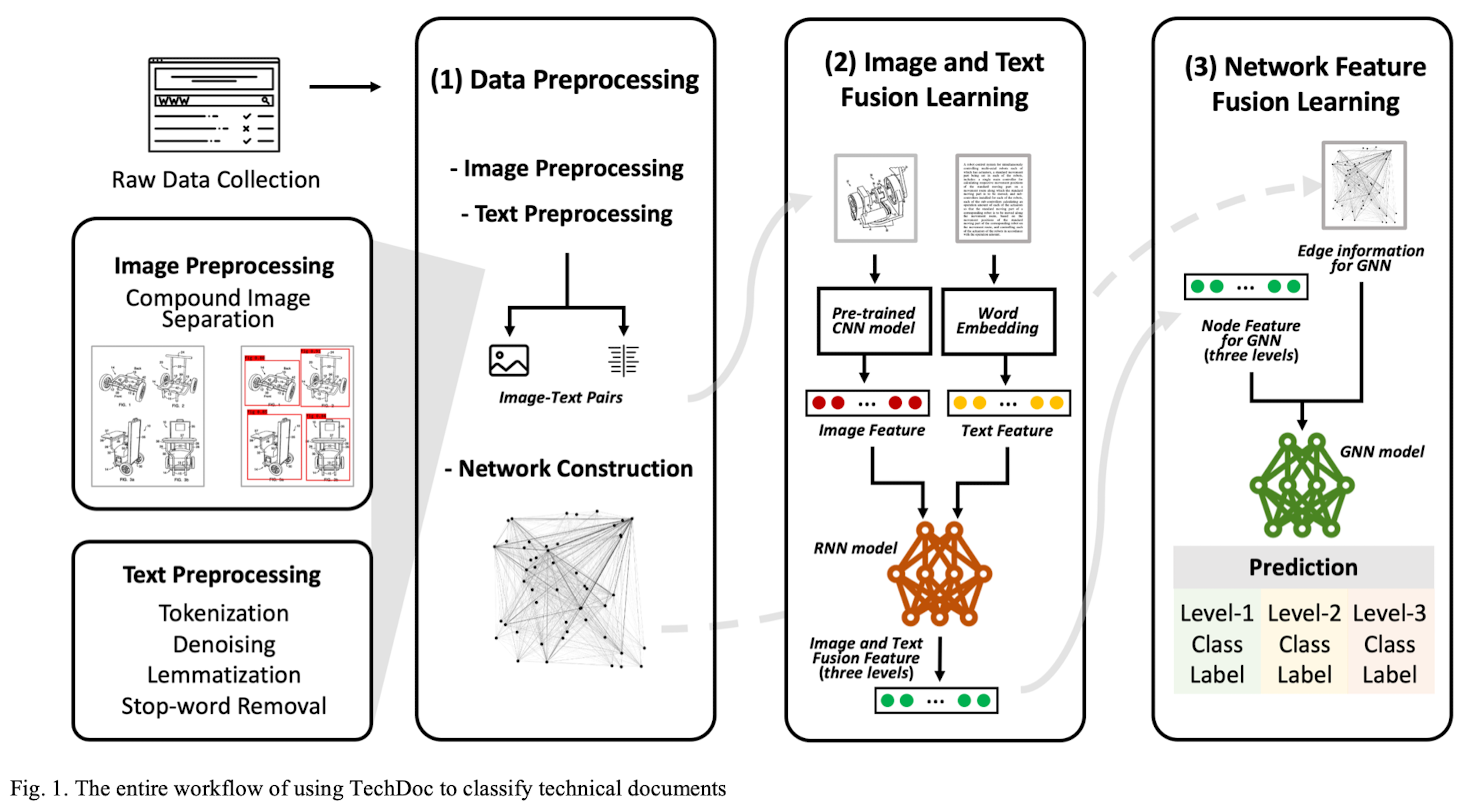 WWW
Raw Data Collection
Image Preprocessing
Compound Image
Separation
FIG. 1
FIG. 2
Text Preprocessing
Tokenization
Denoising
Lemmatization
Stop-word Removal
(1) Data Preprocessing
- Image Preprocessing
- Text Preprocessing
Image-Text Pairs
- Network Construction
(2) Image and Text
Fusion Learning
Pre-trained
CNN model
Word
Embedding
...
...
Image Feature
Text Feature
RNN model
Image and Text
Fusion Feature
(three levels)
...
(3) Network Feature
Fusion Learning
Edge information
for GNN
...
Node Feature
for GNN
(three levels)
GNN model
Prediction
Level-1 Level-2 Level-3
Class Class Class
Label Label Label
Fig. 1. The entire workflow of using TechDoc to classify technical documents